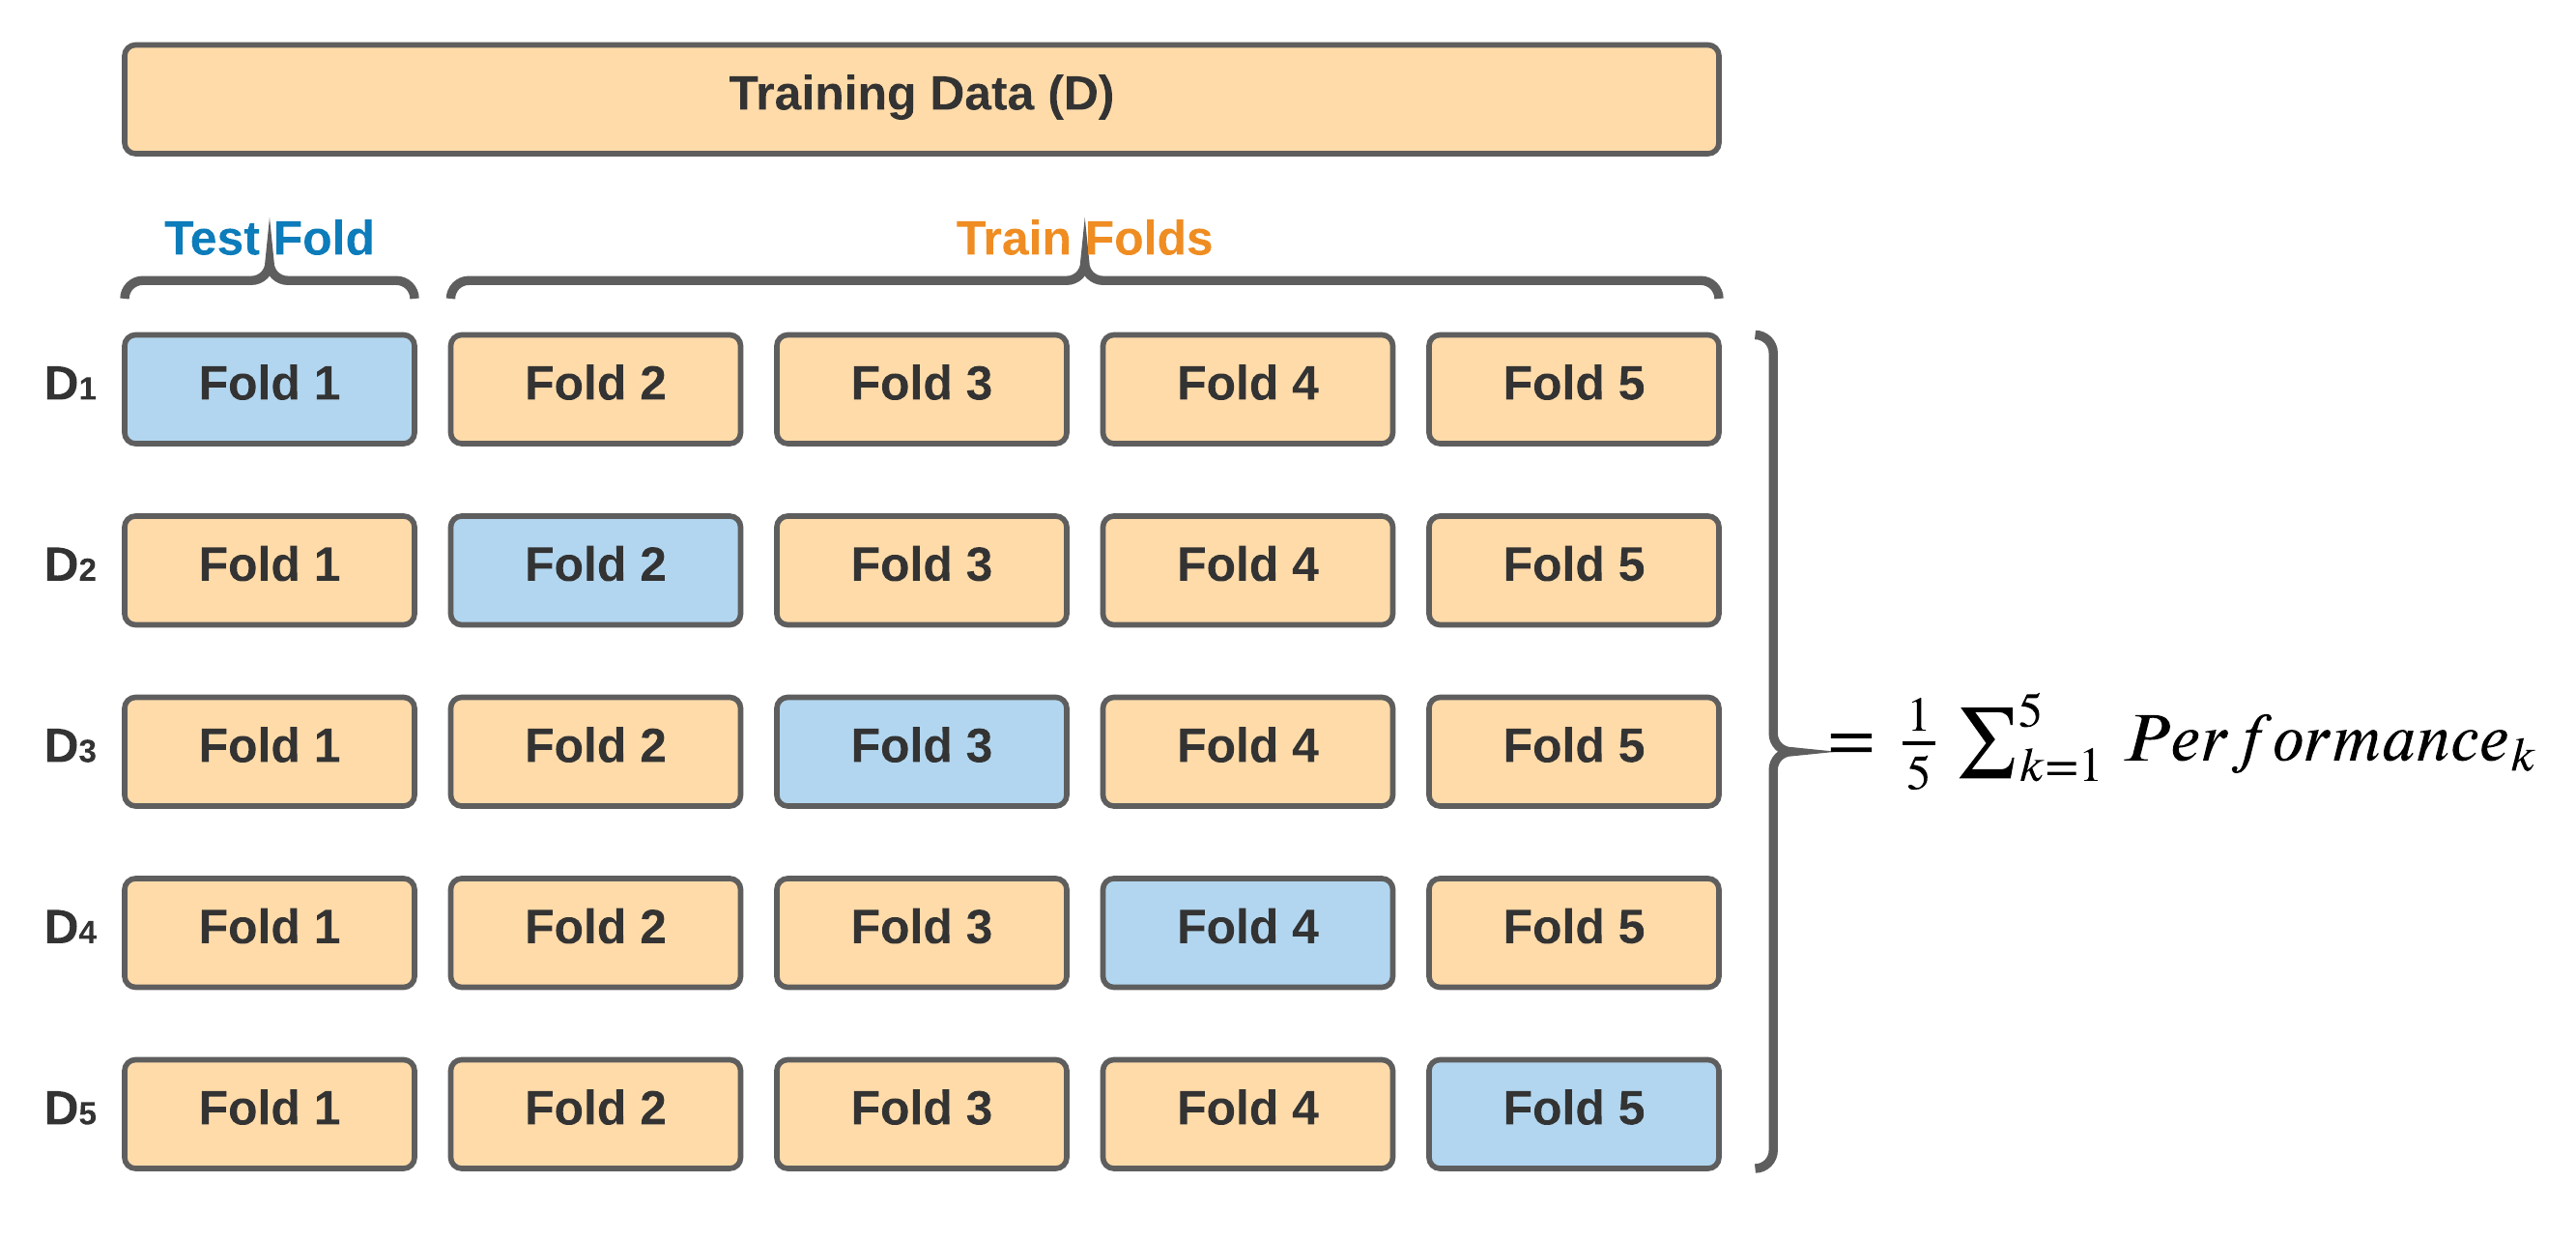 Training Data (D)
Test Fold Train Folds
D1 Fold 1 Fold 2 Fold 3 Fold 4 Fold 5
D2 Fold 1 Fold 2 Fold 3 Fold 4 Fold 5
D3 Fold 1 Fold 2 Fold 3 Fold 4 Fold 5
= 1/5 ∑_{k=1}^{5} Performance_k
D4 Fold 1 Fold 2 Fold 3 Fold 4 Fold 5
D5 Fold 1 Fold 2 Fold 3 Fold 4 Fold 5